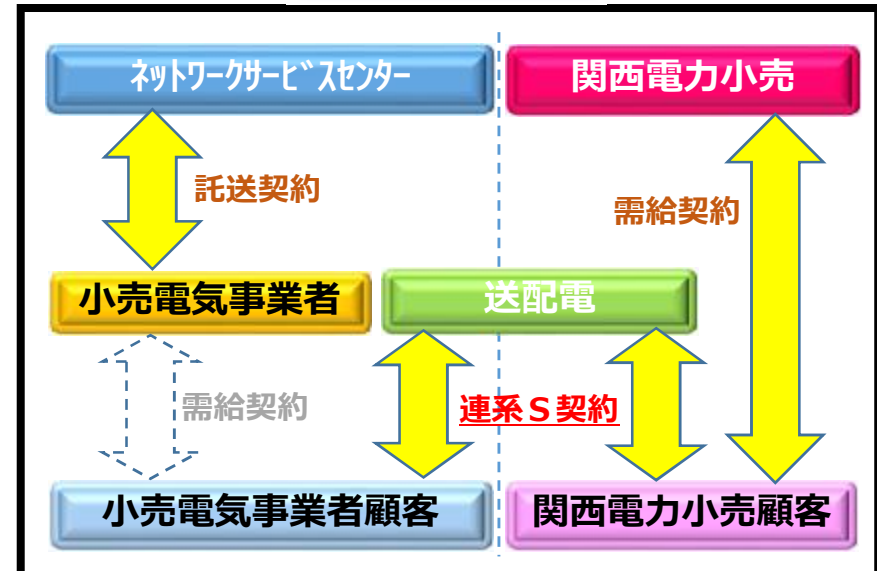 ﾈｯﾄﾜｰｸｻｰﾋﾞｽｾﾝﾀｰ
関西電力小売
託送契約
需給契約
小売電気事業者
送配電
需給契約
連系Ｓ契約
小売電気事業者顧客
関西電力小売顧客